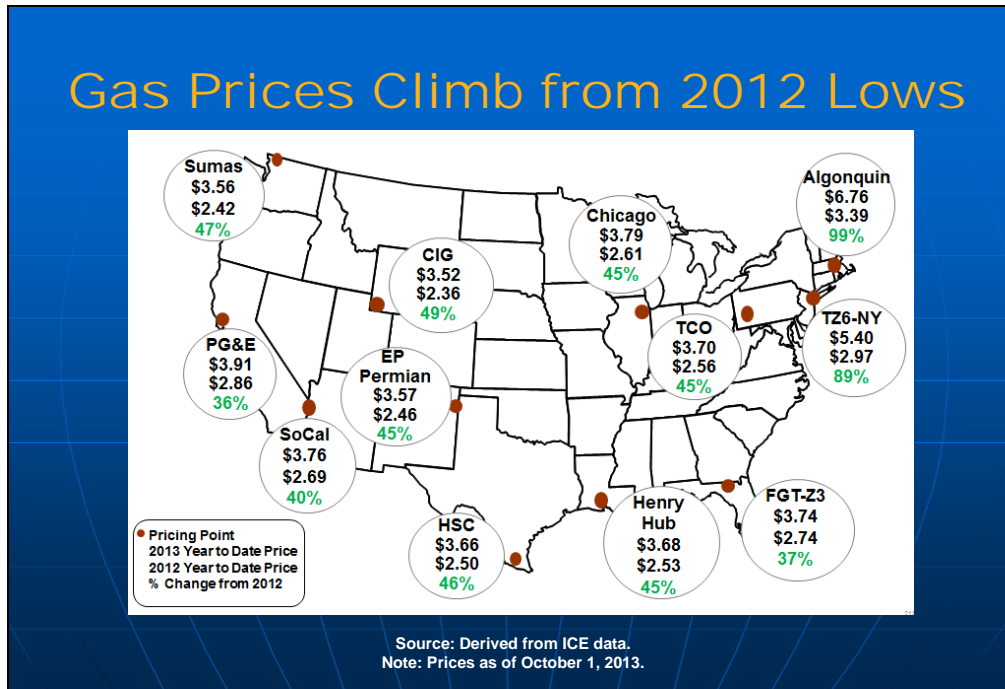 Gas Prices Climb from 2012 Lows
Sumas
$3.56
$2.42
47%
CIG
$3.52
$2.36
49%
Chicago
$3.79
$2.61
45%
Algonquin
$6.76
$3.39
99%
PG&E
$3.91
$2.86
36%
EP
Permian
$3.57
$2.46
45%
TCO
$3.70
$2.56
45%
TZ6-NY
$5.40
$2.97
89%
SoCal
$3.76
$2.69
40%
HSC
$3.66
$2.50
46%
Henry
Hub
$3.68
$2.53
45%
FGT-Z3
$3.74
$2.74
37%
Pricing Point
2013 Year to Date Price
2012 Year to Date Price
% Change from 2012
Source: Derived from ICE data.
Note: Prices as of October 1, 2013.